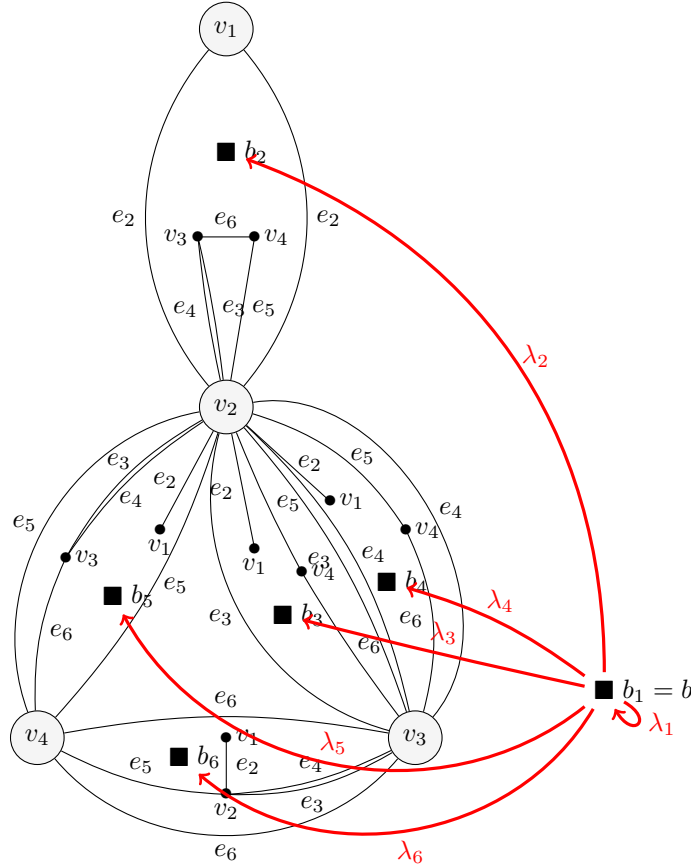 v₁
b₂
e₆
v₃ v₄
e₂ e₂
e₄ e₃ e₅
λ₂
v₂
e₃ e₂ e₂ e₅
e₅ e₄ e₂ e₅ v₁ e₄
v₃ v₁ v₁ e₃ v₄ e₄ v₄
b₅ e₅ b₃ b₄ λ₄
e₆ e₃ e₆ e₆ λ₃
b₁ = b
e₆
v₄ v₁ v₃ λ₁
b₆ λ₅
e₅ e₂ e₄
v₂ e₃
e₆ λ₆